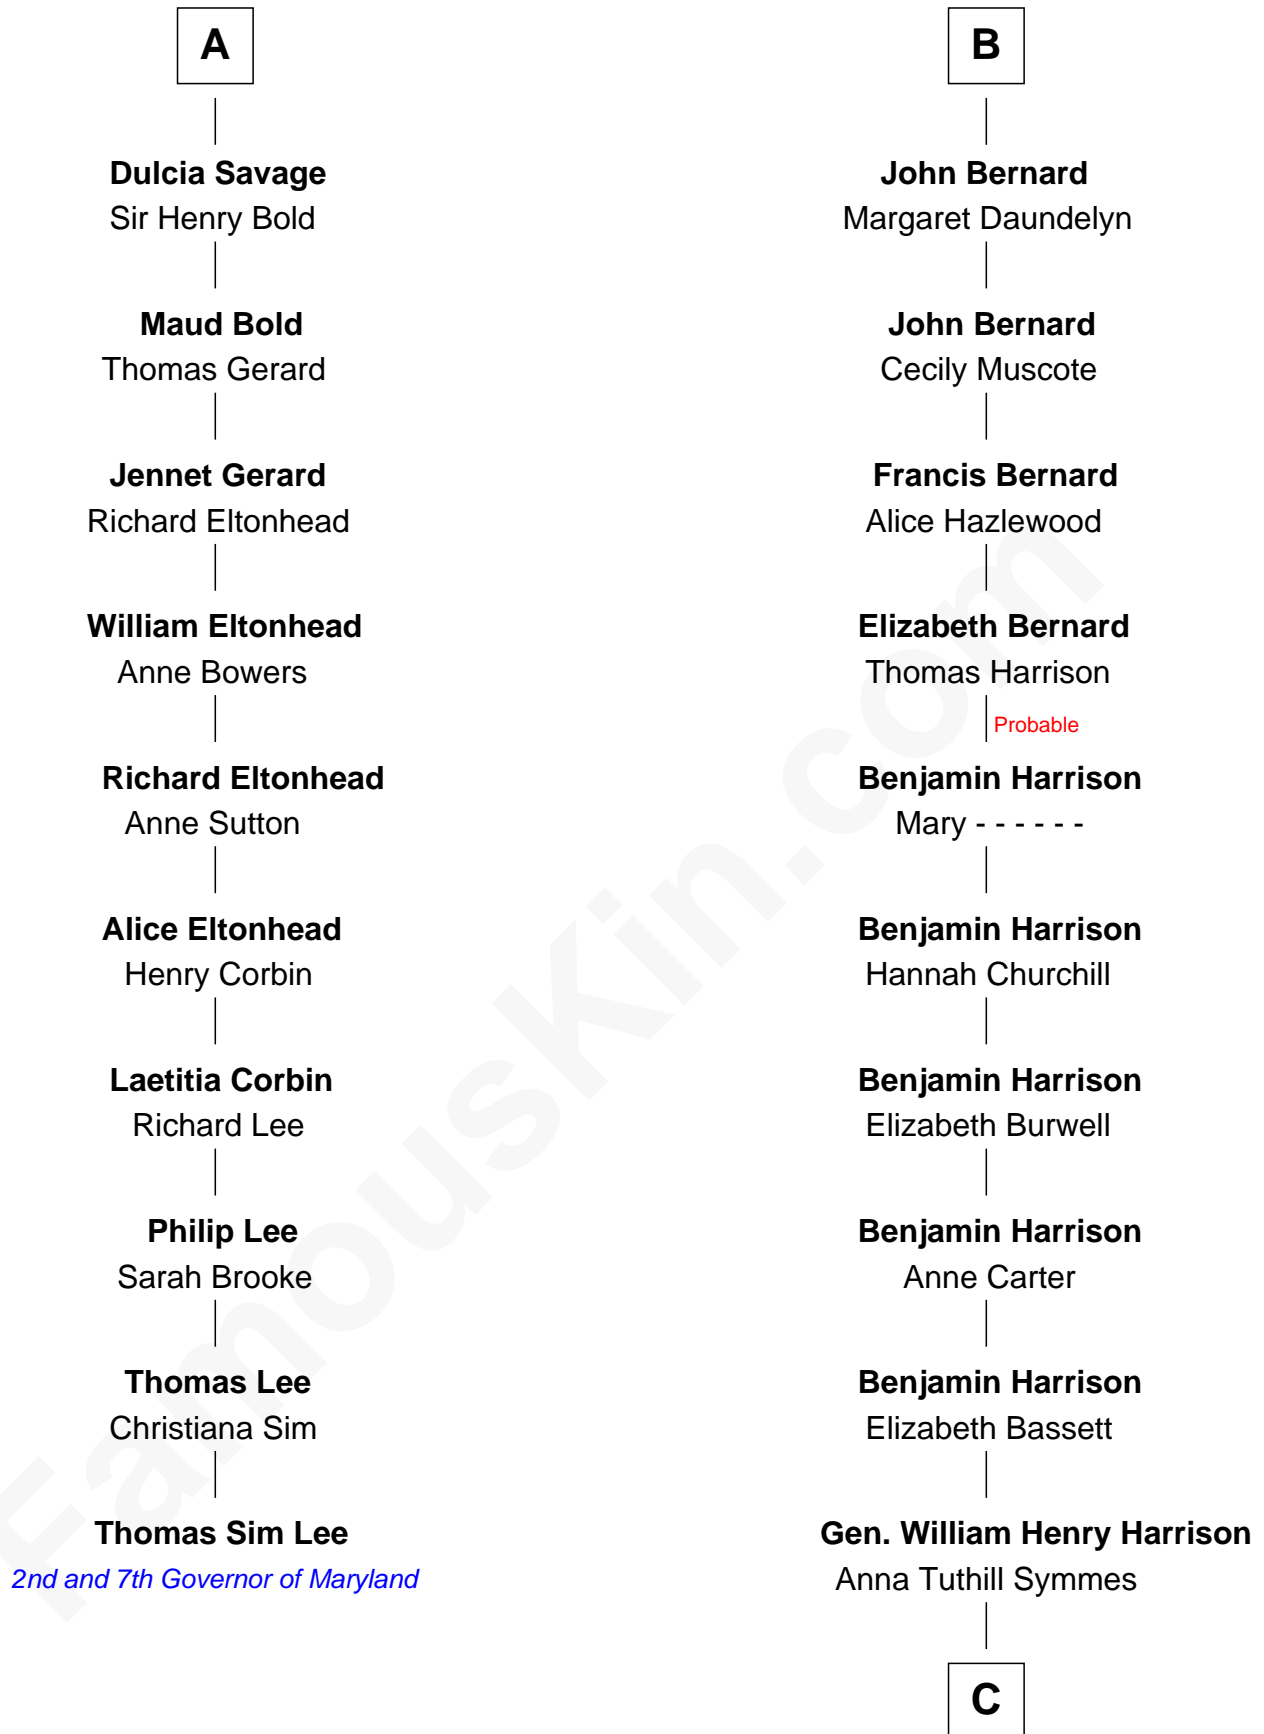 A
Dulcia Savage
Sir Henry Bold
Maud Bold
Thomas Gerard
Jennet Gerard
Richard Eltonhead
William Eltonhead
Anne Bowers
Richard Eltonhead
Anne Sutton
Alice Eltonhead
Henry Corbin
Laetitia Corbin
Richard Lee
Philip Lee
Sarah Brooke
Thomas Lee
Christiana Sim
Thomas Sim Lee
2nd and 7th Governor of Maryland
B
John Bernard
Margaret Daundelyn
John Bernard
Cecily Muscote
Francis Bernard
Alice Hazlewood
Elizabeth Bernard
Thomas Harrison
Probable
Benjamin Harrison
Mary - - - - - -
Benjamin Harrison
Hannah Churchill
Benjamin Harrison
Elizabeth Burwell
Benjamin Harrison
Anne Carter
Benjamin Harrison
Elizabeth Bassett
Gen. William Henry Harrison
Anna Tuthill Symmes
C
FamousKin.com